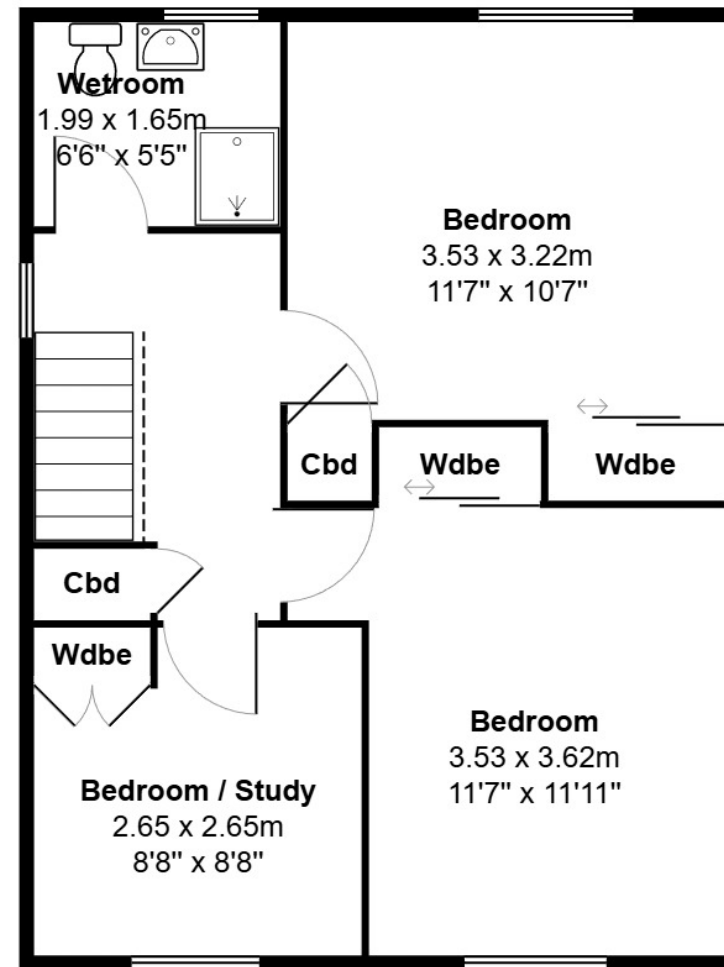 Wetroom
1.99 x 1.65m
6'6" x 5'5"
Bedroom
3.53 x 3.22m
11'7" x 10'7"
Cbd
Wdbe
Wdbe
Cbd
Wdbe
Bedroom
3.53 x 3.62m
11'7" x 11'11"
Bedroom / Study
2.65 x 2.65m
8'8" x 8'8"